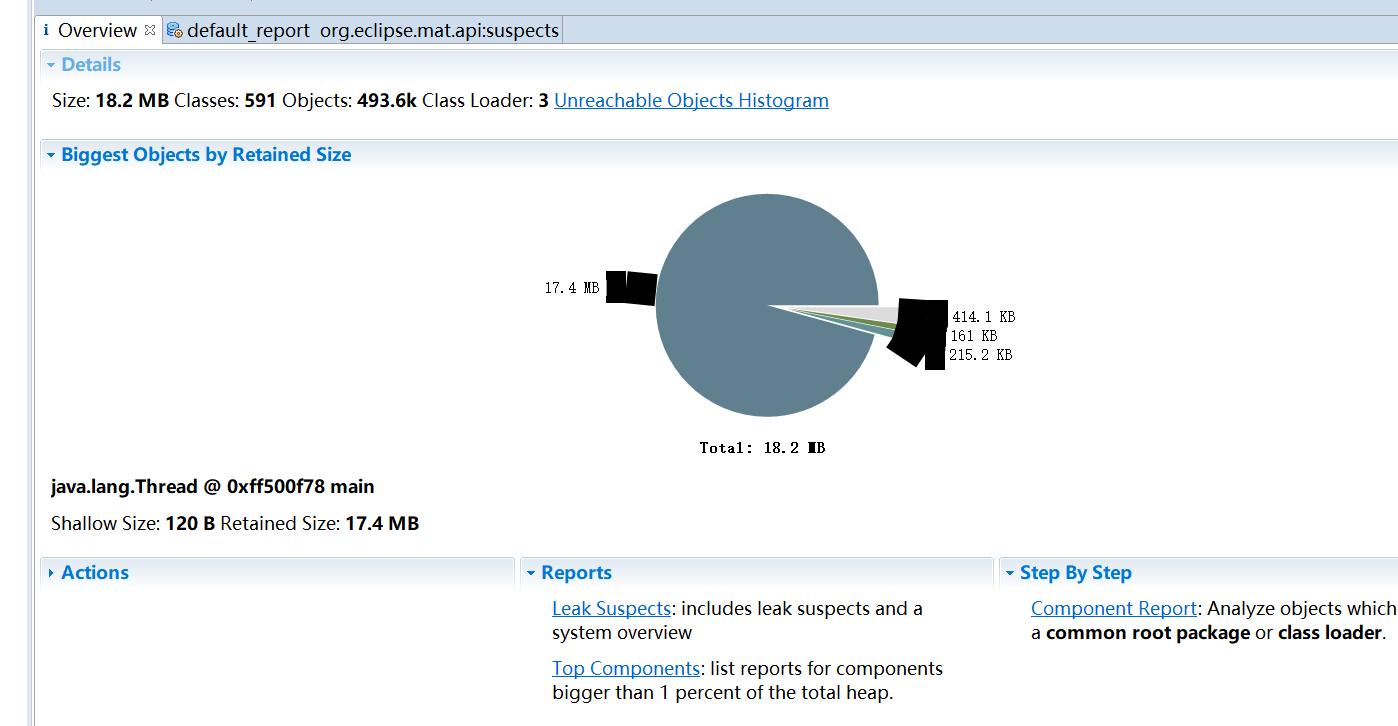 i Overview default_report org.eclipse.mat.api:suspects
Details
Size: 18.2 MB Classes: 591 Objects: 493.6k Class Loader: 3 Unreachable Objects Histogram
Biggest Objects by Retained Size
17.4 MB
414.1 KB
161 KB
215.2 KB
Total: 18.2 MB
java.lang.Thread @ 0xff500f78 main
Shallow Size: 120 B Retained Size: 17.4 MB
Actions
Reports
Leak Suspects: includes leak suspects and a
system overview
Top Components: list reports for components
bigger than 1 percent of the total heap.
Step By Step
Component Report: Analyze objects which
a common root package or class loader.